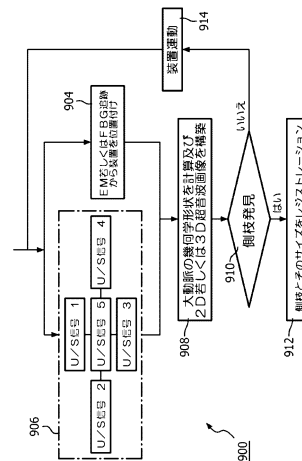 900
906
U/S信号 1
U/S信号 2
U/S信号 5
U/S信号 4
U/S信号 3
904
EM若しくはFBG追跡
から装置を位置付け
914
装置運動
908
大動脈の幾何学形状を計算及び
2D若しくは3D超音波画像を構築
910
側枝発見
いいえ
はい
912
側枝とそのサイズをレジストレーション